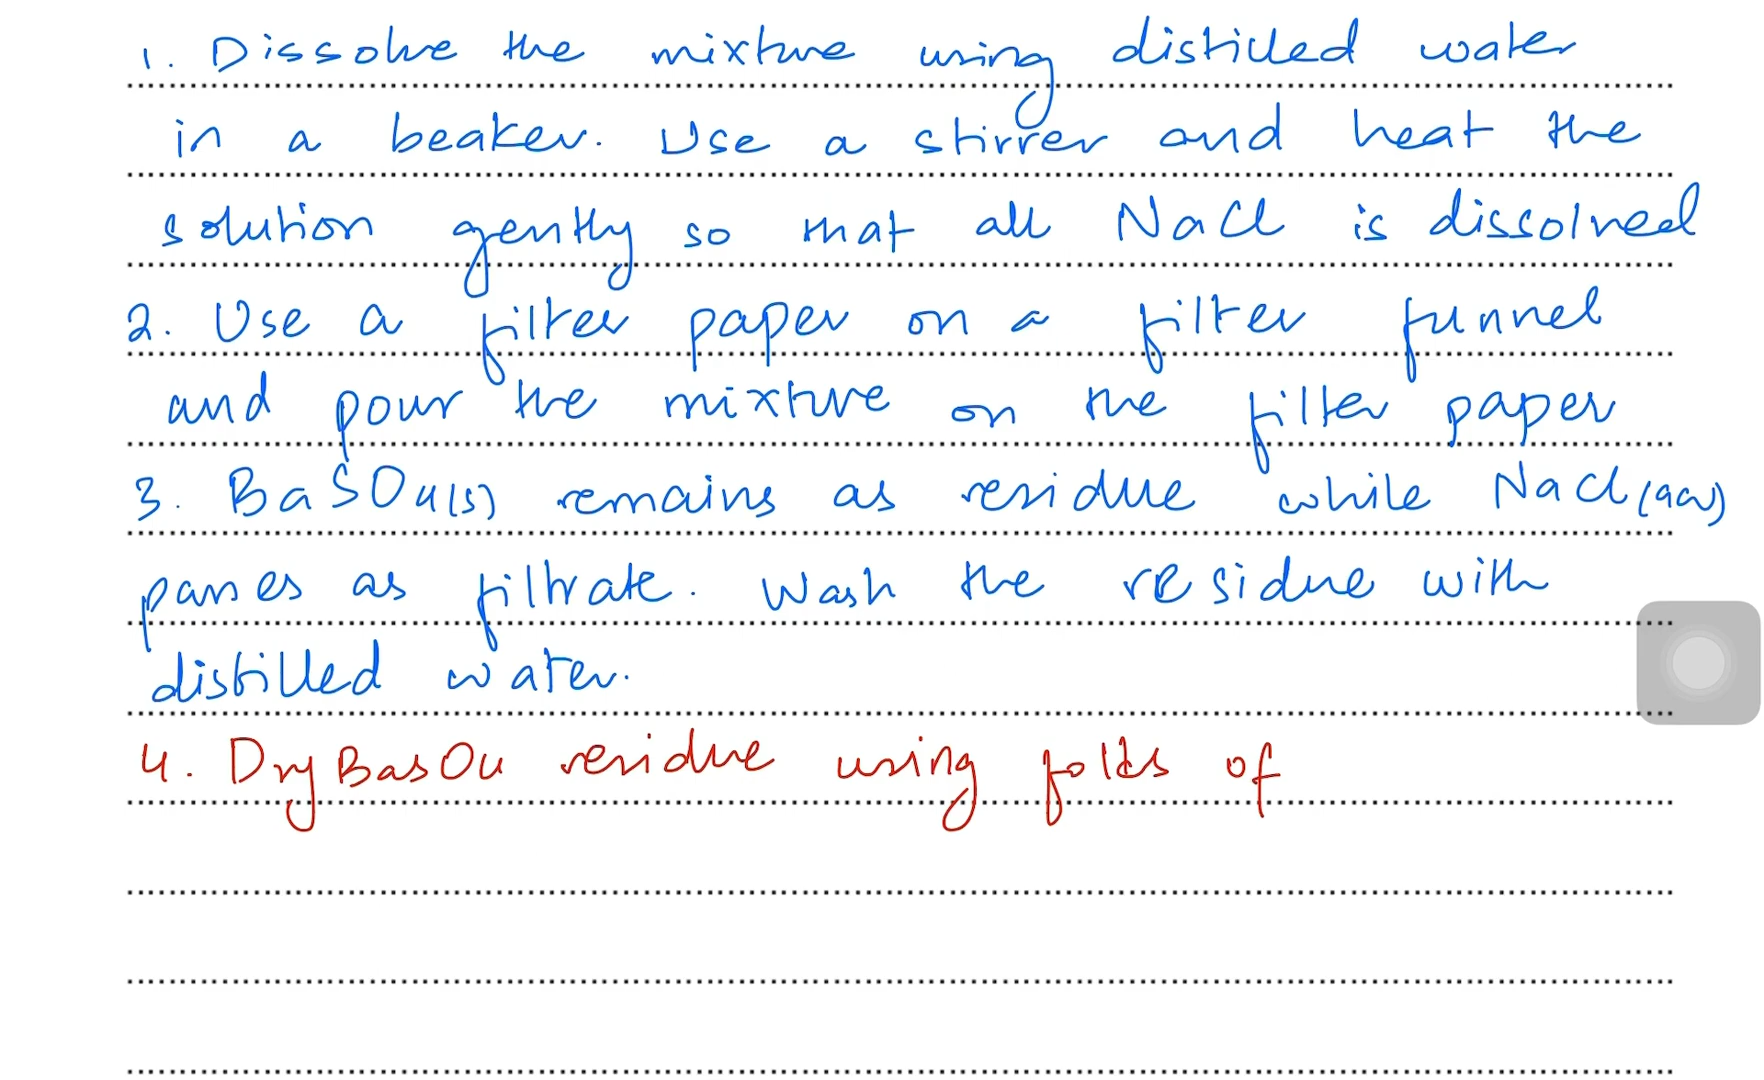 1. Dissolve the mixture using distilled water
in a beaker. Use a stirrer and heat the
solution gently so that all NaCl is dissolved
2. Use a filter paper on a filter funnel
and pour the mixture on the filter paper
3. BaSO4(s) remains as residue while NaCl(aq)
passes as filtrate. Wash the residue with
distilled water.
4. Dry BaSO4 residue using folds of